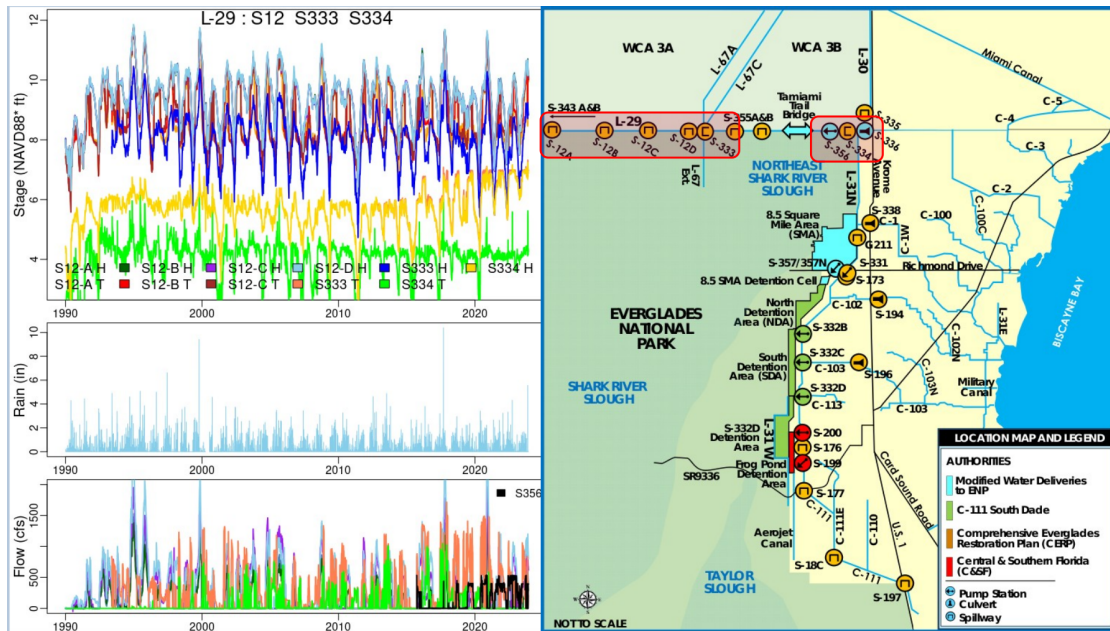 L-29 : S12 S333 S334
Stage (NAVD88* ft)
12
10
8
6
4
S12-A H
S12-B H
S12-C H
S12-D H
S333 H
S334 H
S12-A T
S12-B T
S12-C T
S333 T
S334 T
Rain (in)
10
8
6
4
2
0
1990
2000
2010
2020
Flow (cfs)
1500
500
0
S356
1990
2000
2010
2020
WCA 3A
WCA 3B
L-67A
L-67C
L-30
Miami Canal
S-343 A&B
L-29
S-355A&B
Tamiami
Trail
Bridge
S-335
C-5
C-4
S-12A
S-12B
S-12C
S-12D
S-333
S-356
S-334
S-336
C-3
L-67
Ext.
NORTHEAST
SHARK RIVER
SLOUGH
L-31N
Krome
Avenue
C-2
S-338
C-1
C-100
C-100C
C-1W
8.5 Square
Mile Area
(SMA)
G211
S-357/357N
S-331
Richmond Drive
S-173
8.5 SMA Detention Cell
C-102
S-194
L-31E
BISCAYNE BAY
EVERGLADES
NATIONAL
PARK
North
Detention
Area (NDA)
S-332B
C-102N
South
Detention
Area (SDA)
S-332C
C-103
S-196
C-103N
Military
Canal
SHARK RIVER
SLOUGH
S-332D
C-113
C-103
L-31W
S-332D
Detention
Area
S-200
S-176
S-199
Frog Pond
Detention
Area
SR9336
S-177
C-111
Card Sound Road
Aerojet
Canal
C-111E
C-110
U.S. 1
S-18C
C-111
S-197
TAYLOR
SLOUGH
NOT TO SCALE
LOCATION MAP AND LEGEND
AUTHORITIES
Modified Water Deliveries
to ENP
C-111 South Dade
Comprehensive Everglades
Restoration Plan (CERP)
Central & Southern Florida
(C&SF)
Pump Station
Culvert
Spillway